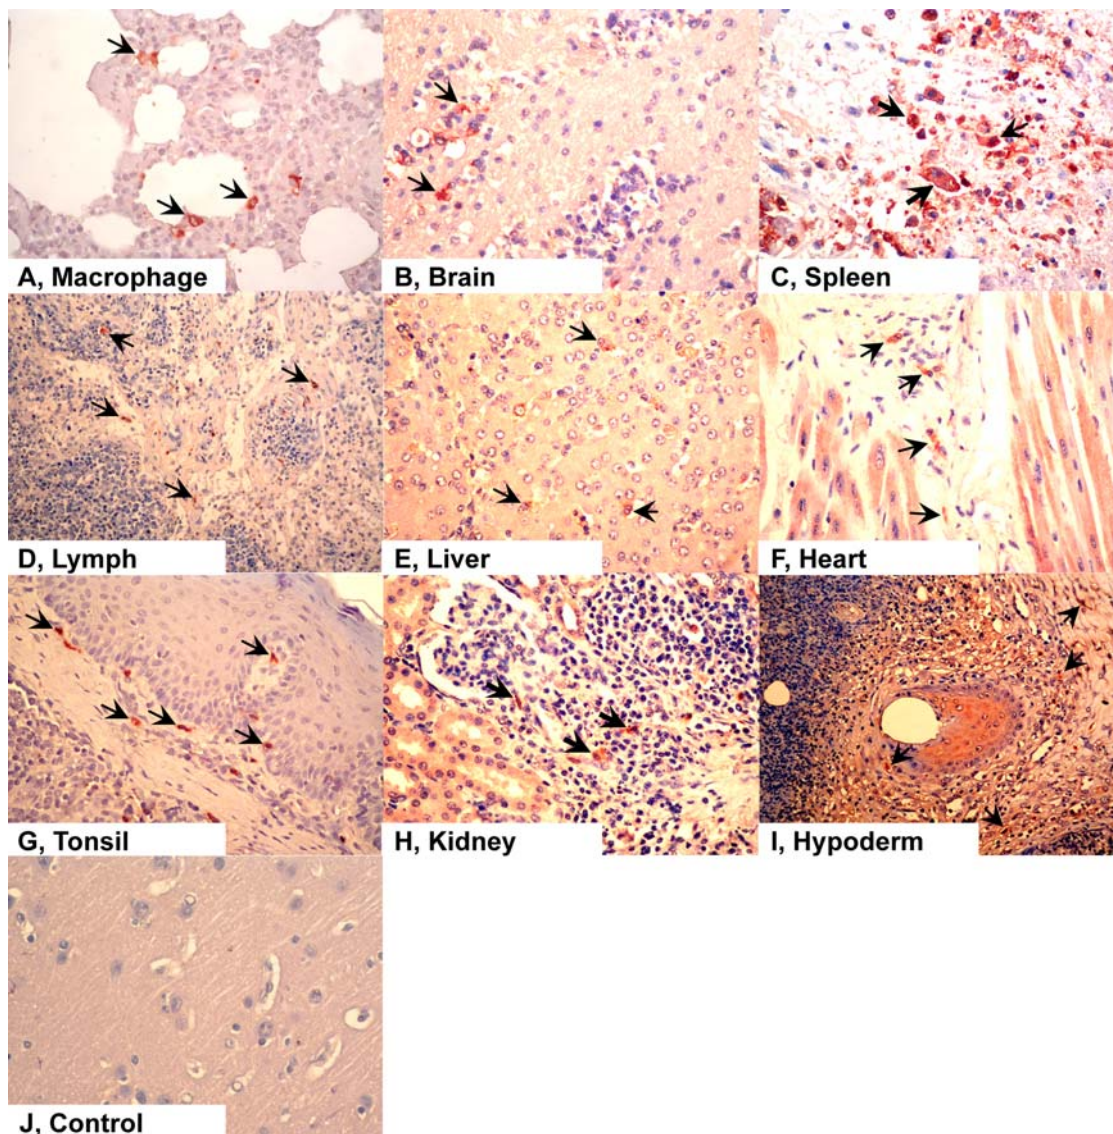 A, Macrophage
B, Brain
C, Spleen
D, Lymph
E, Liver
F, Heart
G, Tonsil
H, Kidney
I, Hypoderm
J, Control